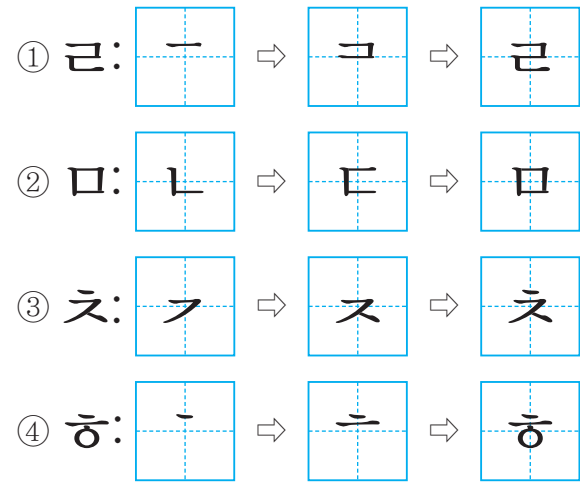 ① ㄹ: ㅡ ⇨ ㅋ ⇨ ㄹ
② ㅁ: ㄴ ⇨ ㄷ ⇨ ㅁ
③ ㅊ: ㄱ ⇨ ㅈ ⇨ ㅊ
④ ㅎ: ㅡ ⇨ ㅗ ⇨ ㅎ